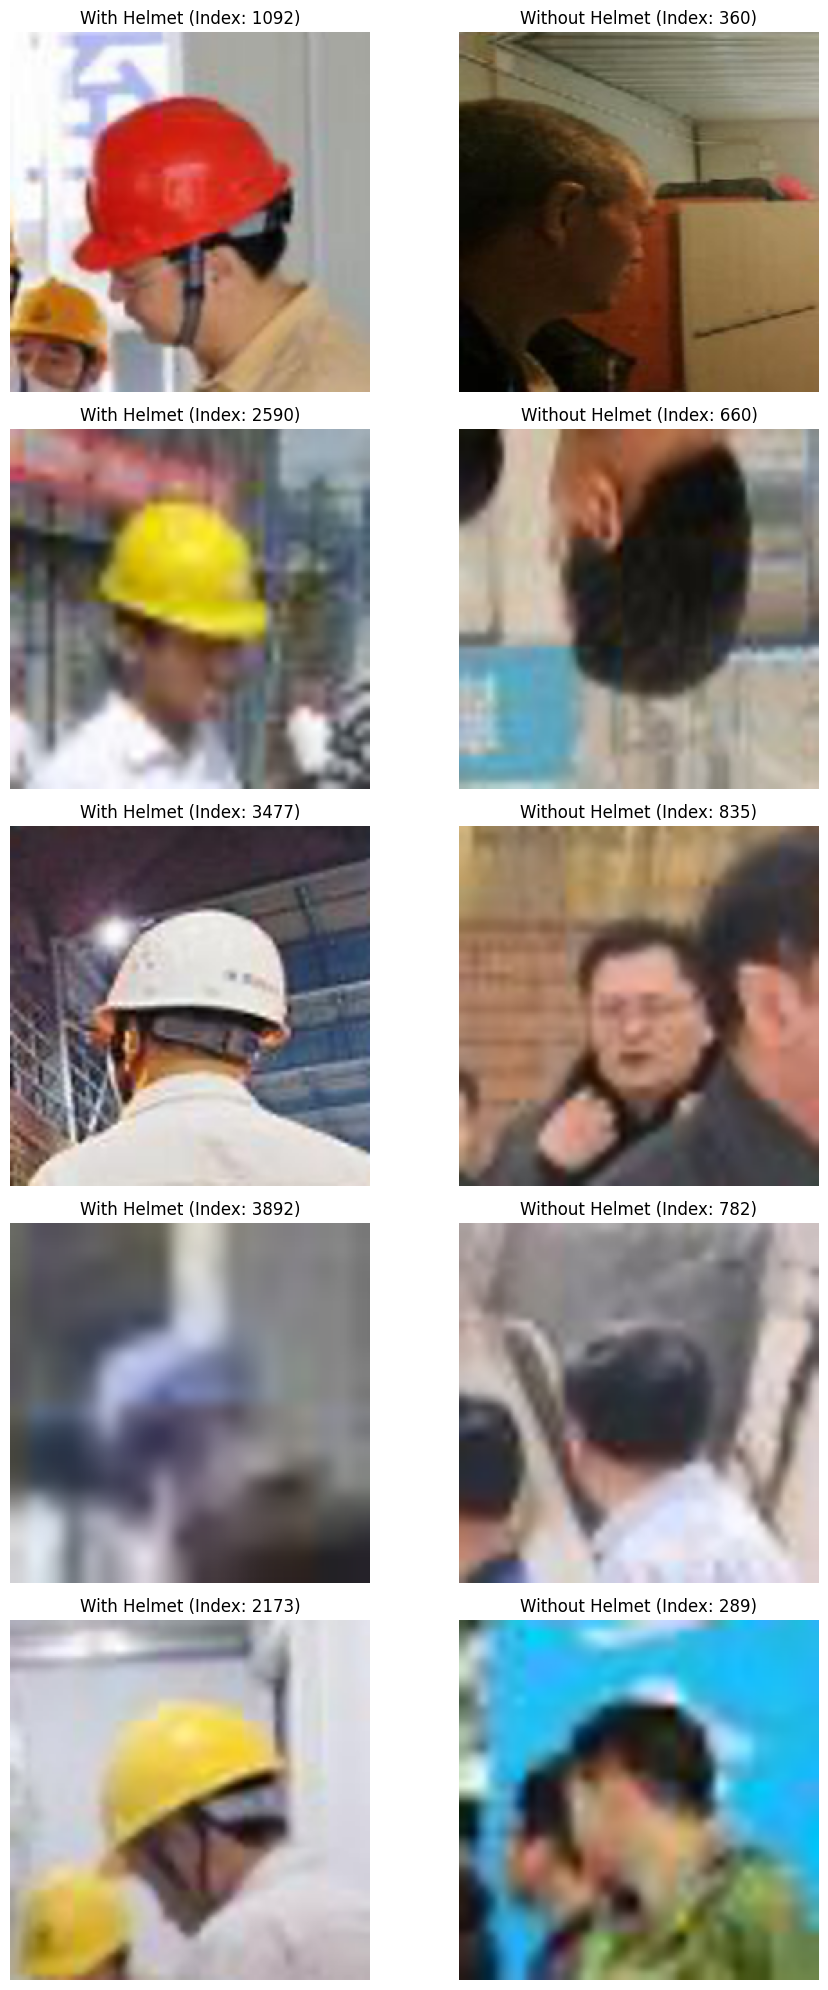 With Helmet (Index: 1092)
Without Helmet (Index: 360)
With Helmet (Index: 2590)
Without Helmet (Index: 660)
With Helmet (Index: 3477)
Without Helmet (Index: 835)
With Helmet (Index: 3892)
Without Helmet (Index: 782)
With Helmet (Index: 2173)
Without Helmet (Index: 289)